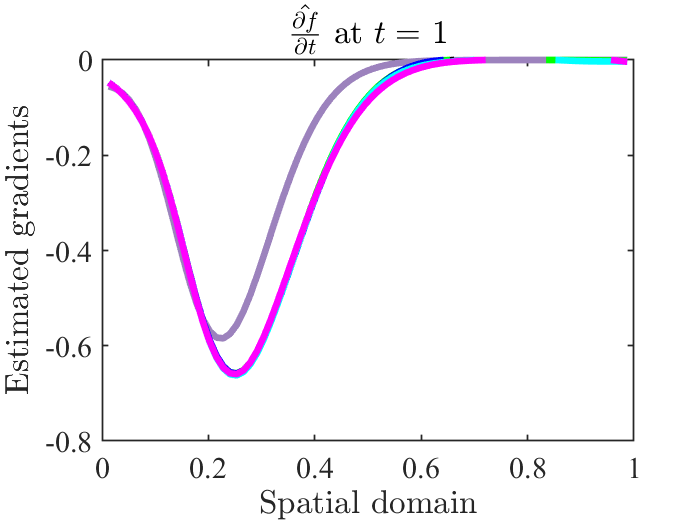 ∂f̂/∂t at t = 1
0
-0.2
-0.4
-0.6
-0.8
Estimated gradients
0 0.2 0.4 0.6 0.8 1
Spatial domain